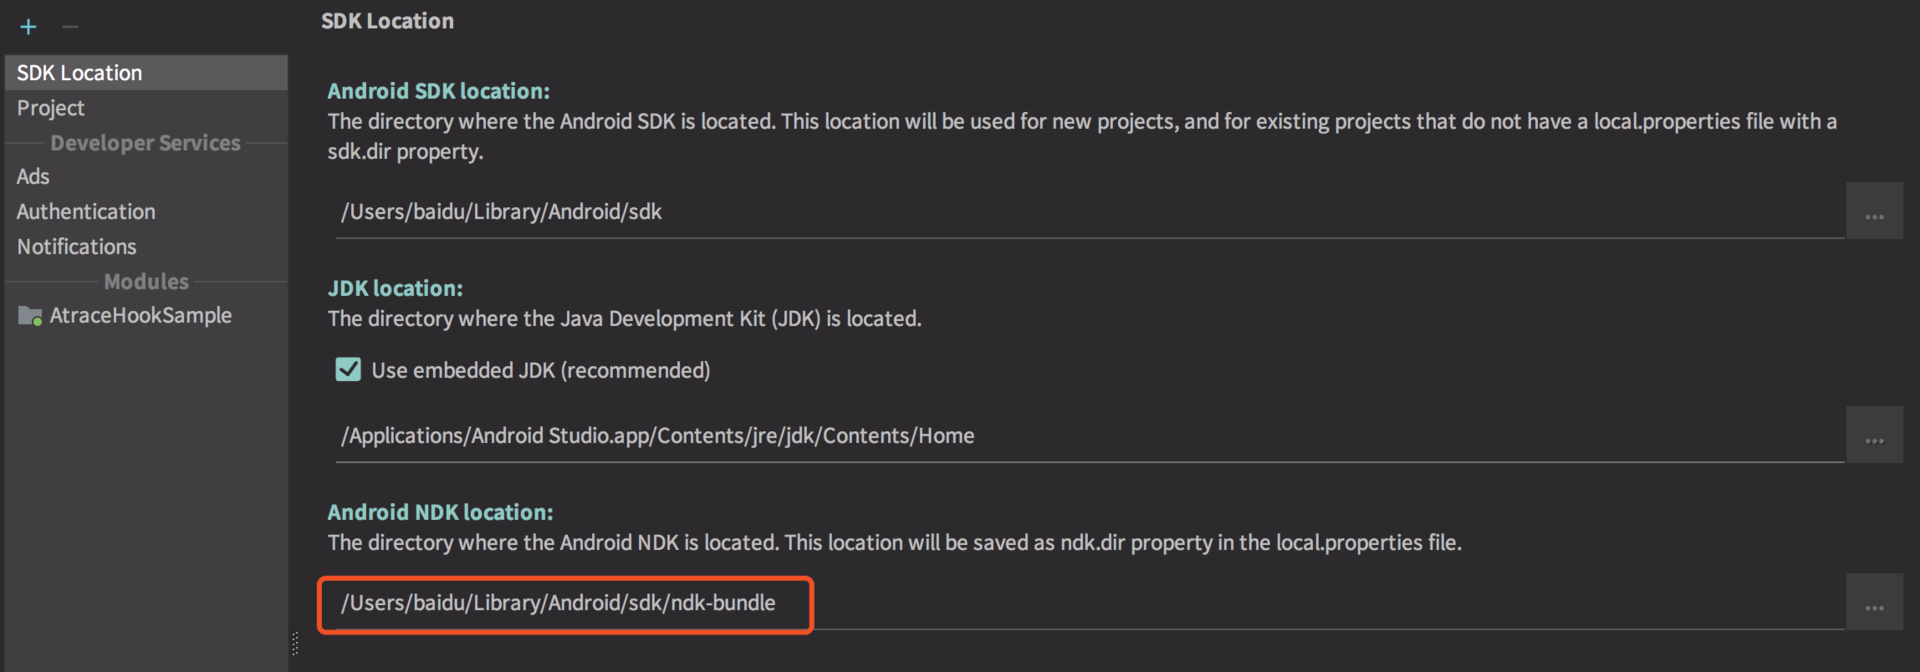 SDK Location
Project
Developer Services
Ads
Authentication
Notifications
Modules
AtraceHookSample
SDK Location
Android SDK location:
The directory where the Android SDK is located. This location will be used for new projects, and for existing projects that do not have a local.properties file with a
sdk.dir property.
/Users/baidu/Library/Android/sdk
...
JDK location:
The directory where the Java Development Kit (JDK) is located.
Use embedded JDK (recommended)
/Applications/Android Studio.app/Contents/jre/jdk/Contents/Home
...
Android NDK location:
The directory where the Android NDK is located. This location will be saved as ndk.dir property in the local.properties file.
/Users/baidu/Library/Android/sdk/ndk-bundle
...